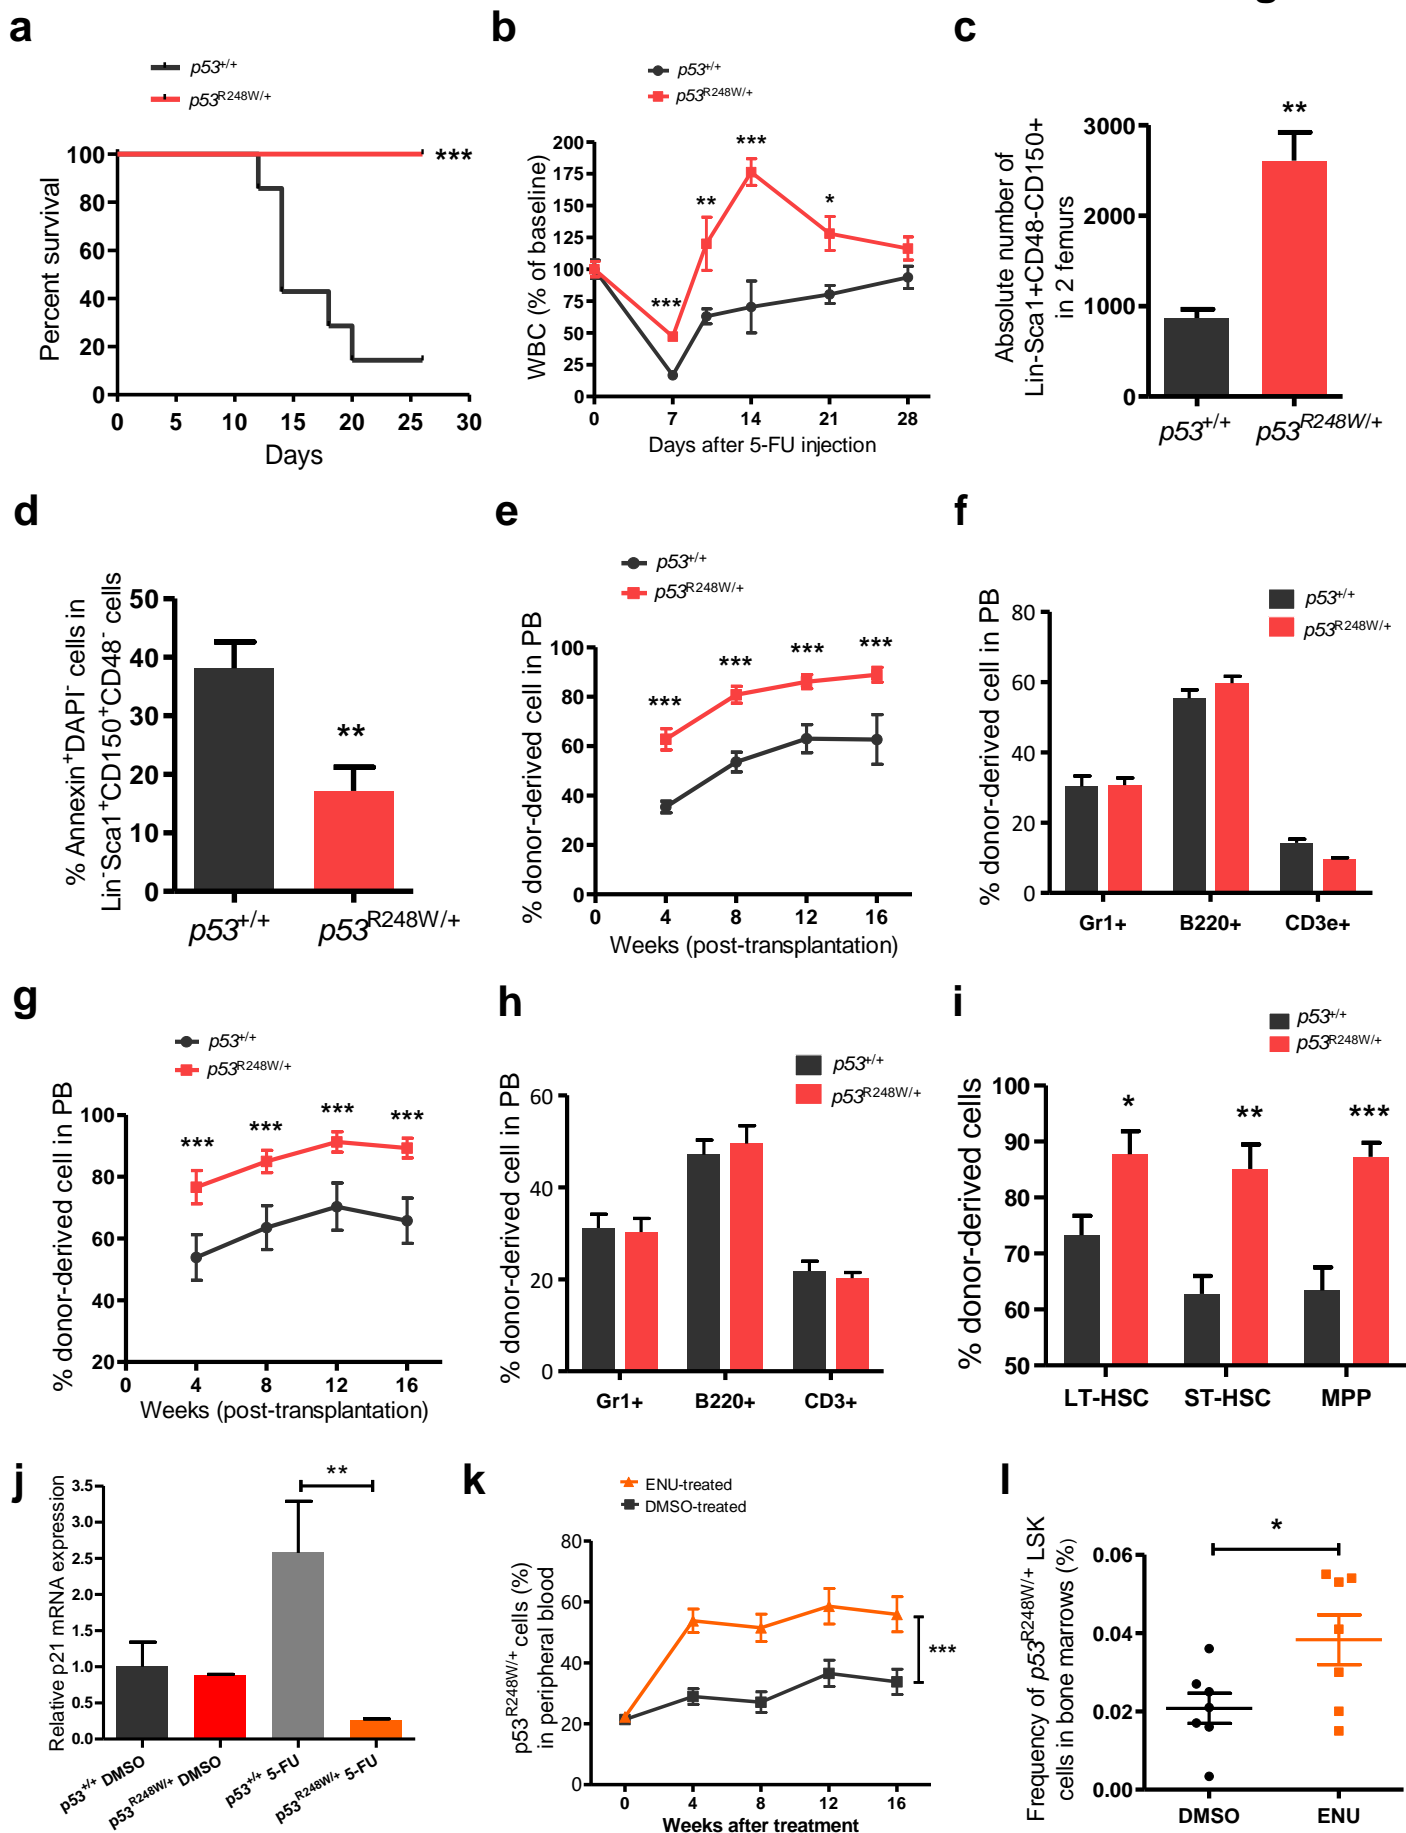 a
p53+/+
p53R248W/+
Percent survival
100
80
60
40
20
0
***
0 5 10 15 20 25 30
Days
b
p53+/+
p53R248W/+
WBC (% of baseline)
200
175
150
125
100
75
50
25
0
***
**
***
*
0 7 14 21 28
Days after 5-FU injection
c
Absolute number of
Lin-Sca1+CD48-CD150+
in 2 femurs
3000
2000
1000
0
**
p53+/+ p53R248W/+
d
% Annexin+DAPI- cells in
Lin-Sca1+CD150+CD48- cells
50
40
30
20
10
0
**
p53+/+ p53R248W/+
e
p53+/+
p53R248W/+
% donor-derived cell in PB
100
80
60
40
20
0
*** *** *** ***
0 4 8 12 16
Weeks (post-transplantation)
f
p53+/+
p53R248W/+
% donor-derived cell in PB
80
60
40
20
0
Gr1+ B220+ CD3e+
g
p53+/+
p53R248W/+
% donor-derived cell in PB
100
80
60
40
20
*** *** *** ***
0 4 8 12 16
Weeks (post-transplantation)
h
p53+/+
p53R248W/+
% donor-derived cell in PB
60
40
20
0
Gr1+ B220+ CD3+
i
p53+/+
p53R248W/+
% donor-derived cells
100
90
80
70
60
50
* ** ***
LT-HSC ST-HSC MPP
j
Relative p21 mRNA expression
3.5
3.0
2.5
2.0
1.5
1.0
0.5
0.0
**
p53+/+ DMSO
p53R248W/+ DMSO
p53+/+ 5-FU
p53R248W/+ 5-FU
k
ENU-treated
DMSO-treated
p53R248W/+ cells (%)
in peripheral blood
80
60
40
20
0
***
0 4 8 12 16
Weeks after treatment
l
Frequency of p53R248W/+ LSK
cells in bone marrows (%)
0.06
0.04
0.02
0.00
*
DMSO ENU